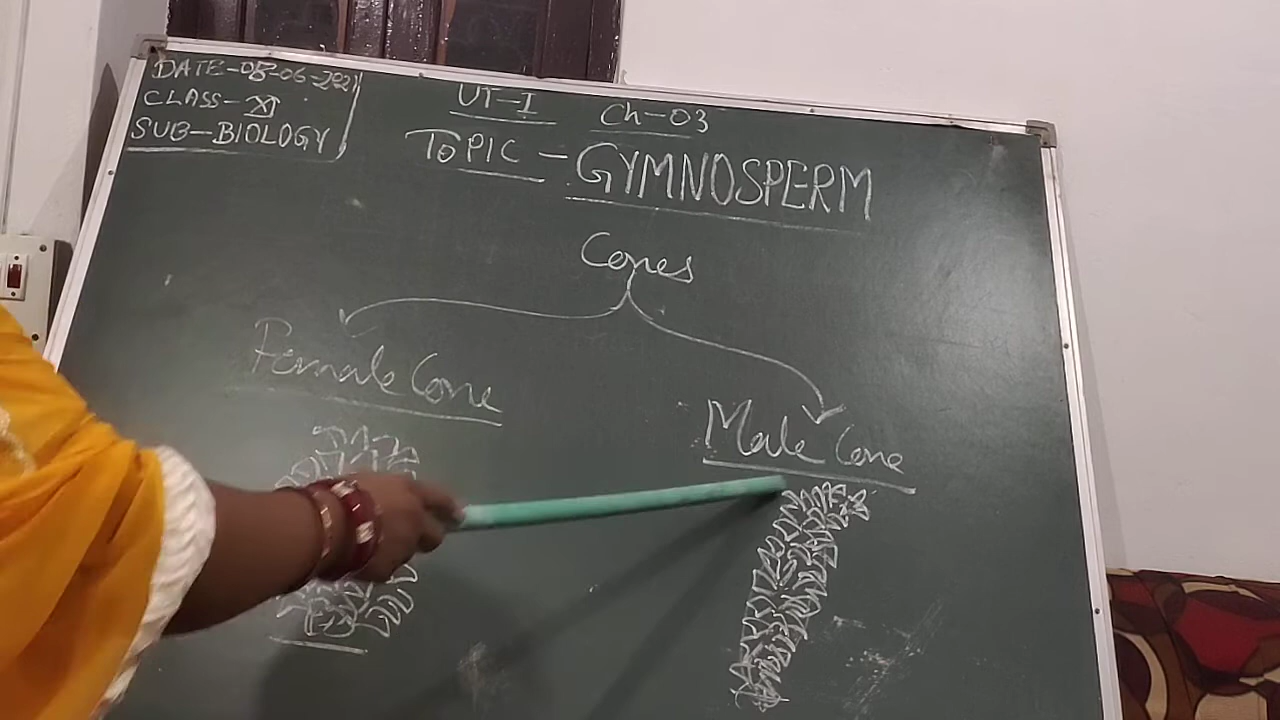 DATE-08-06-2021
CLASS-XI
SUB-BIOLOGY
UT-I Ch-03
TOPIC - GYMNOSPERM
Cones
Female Cone
Male Cone